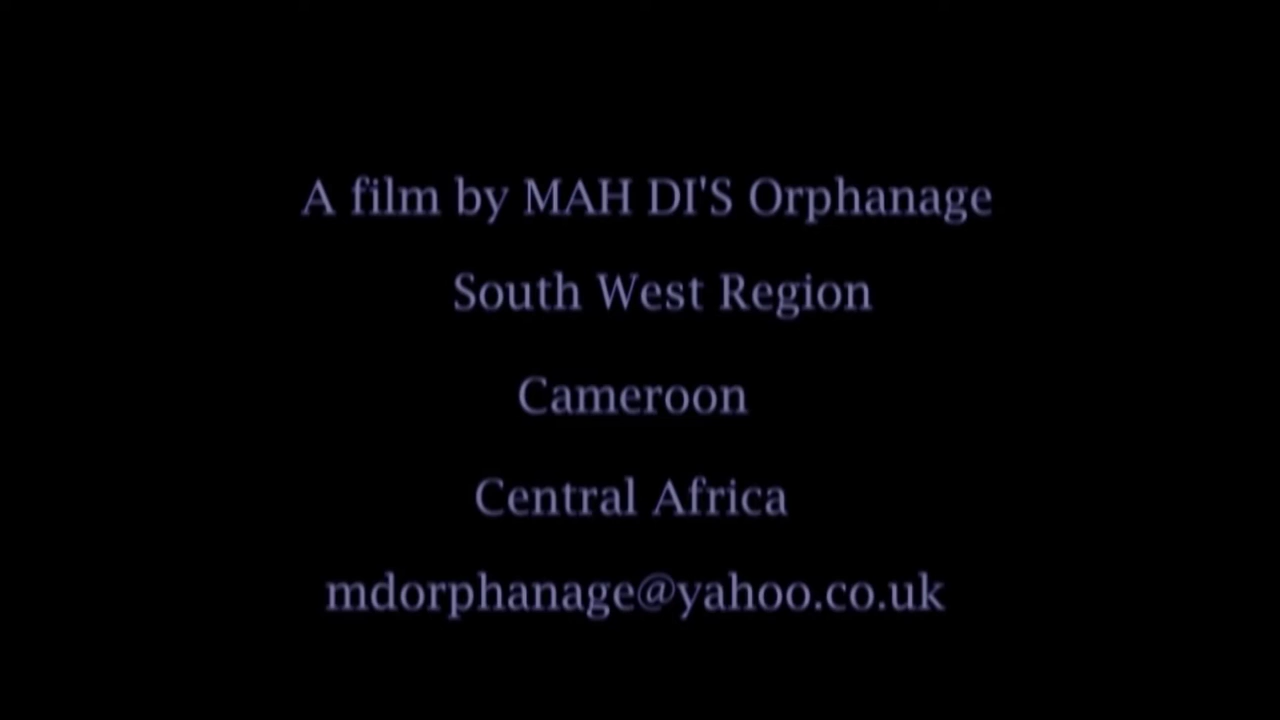 A film by MAH DI'S Orphanage
South West Region
Cameroon
Central Africa
mdorphanage@yahoo.co.uk